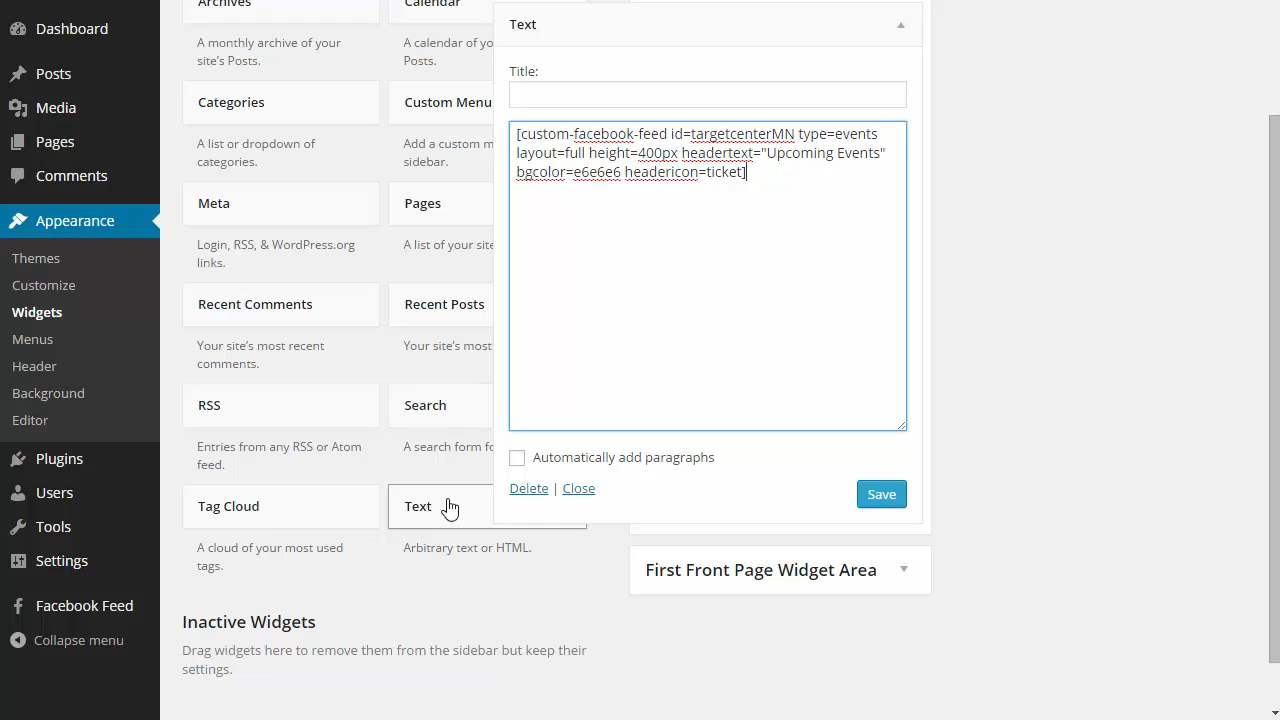 Dashboard
Posts
Media
Pages
Comments
Appearance
Themes
Customize
Widgets
Menus
Header
Background
Editor
Plugins
Users
Tools
Settings
Facebook Feed
Collapse menu
Archives
A monthly archive of your
site's Posts.
Categories
A list or dropdown of
categories.
Meta
Login, RSS, & WordPress.org
links.
Recent Comments
Your site's most recent
comments.
RSS
Entries from any RSS or Atom
feed.
Tag Cloud
A cloud of your most used
tags.
Calendar
A calendar of yo
Posts.
Custom Menu
Add a custom m
sidebar.
Pages
A list of your site
Recent Posts
Your site's most
Search
A search form fo
Text
Arbitrary text or HTML.
Inactive Widgets
Drag widgets here to remove them from the sidebar but keep their
settings.
Text
Title:
[custom-facebook-feed id=targetcenterMN type=events
layout=full height=400px headertext="Upcoming Events"
bgcolor=e6e6e6 headericon=ticket]
Automatically add paragraphs
Delete | Close
Save
First Front Page Widget Area